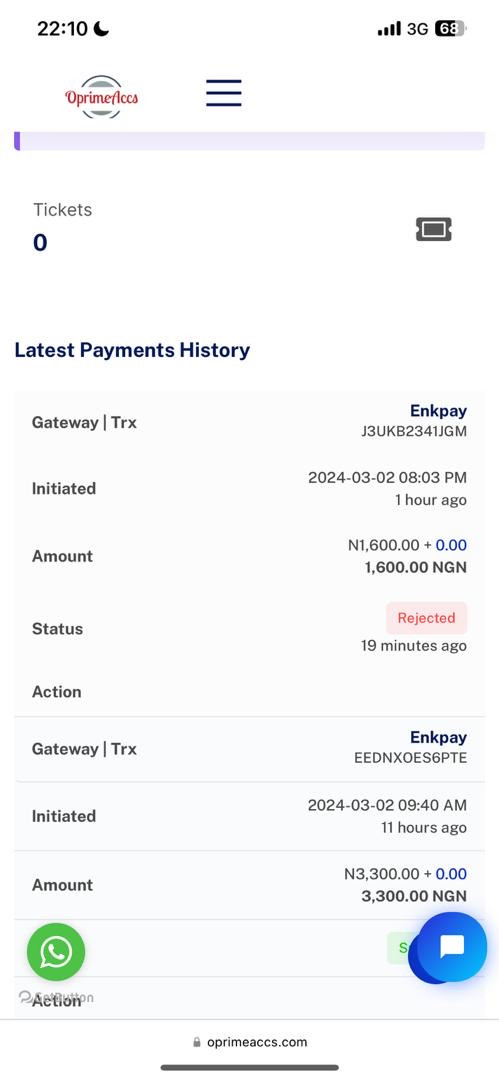 22:10
3G 68
OprimeAccs
Tickets
0
Latest Payments History
Gateway | Trx
Enkpay
J3UKB2341JGM
Initiated
2024-03-02 08:03 PM
1 hour ago
Amount
N1,600.00 + 0.00
1,600.00 NGN
Status
Rejected
19 minutes ago
Action
Gateway | Trx
Enkpay
EEDNXOES6PTE
Initiated
2024-03-02 09:40 AM
11 hours ago
Amount
N3,300.00 + 0.00
3,300.00 NGN
GetButton
Action
oprimeaccs.com